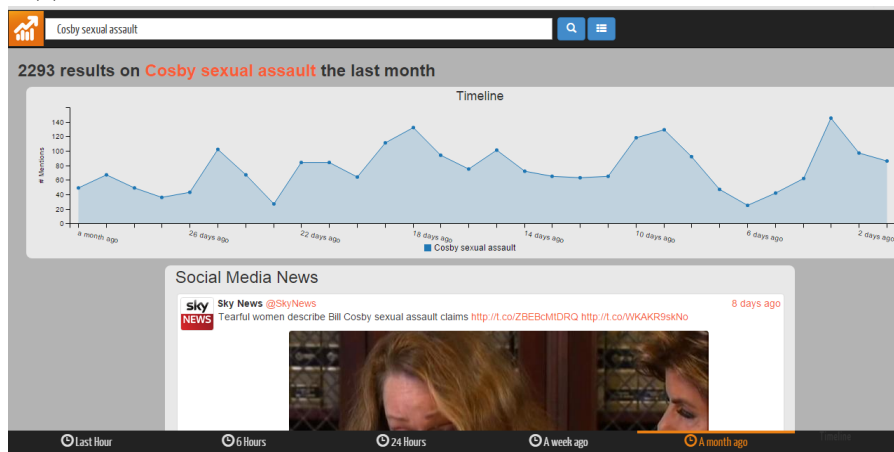 Cosby sexual assault
2293 results on Cosby sexual assault the last month
Timeline
140
120
100
80
60
40
20
0
# Mentions
a month ago
26 days ago
22 days ago
18 days ago
14 days ago
10 days ago
6 days ago
2 days ago
Cosby sexual assault
Social Media News
sky NEWS
Sky News @SkyNews 8 days ago
Tearful women describe Bill Cosby sexual assault claims http://t.co/ZBEBcMtDRQ http://t.co/WKAKR9skNo
Last Hour 6 Hours 24 Hours A week ago A month ago Timeline